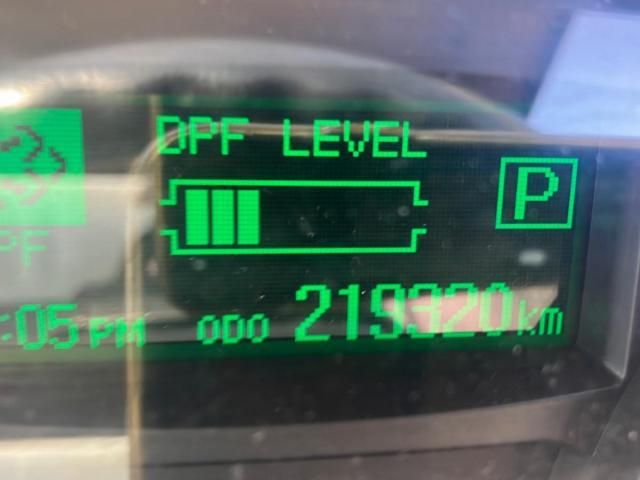 DPF LEVEL
P
PF
:05 PM ODO 219320 km